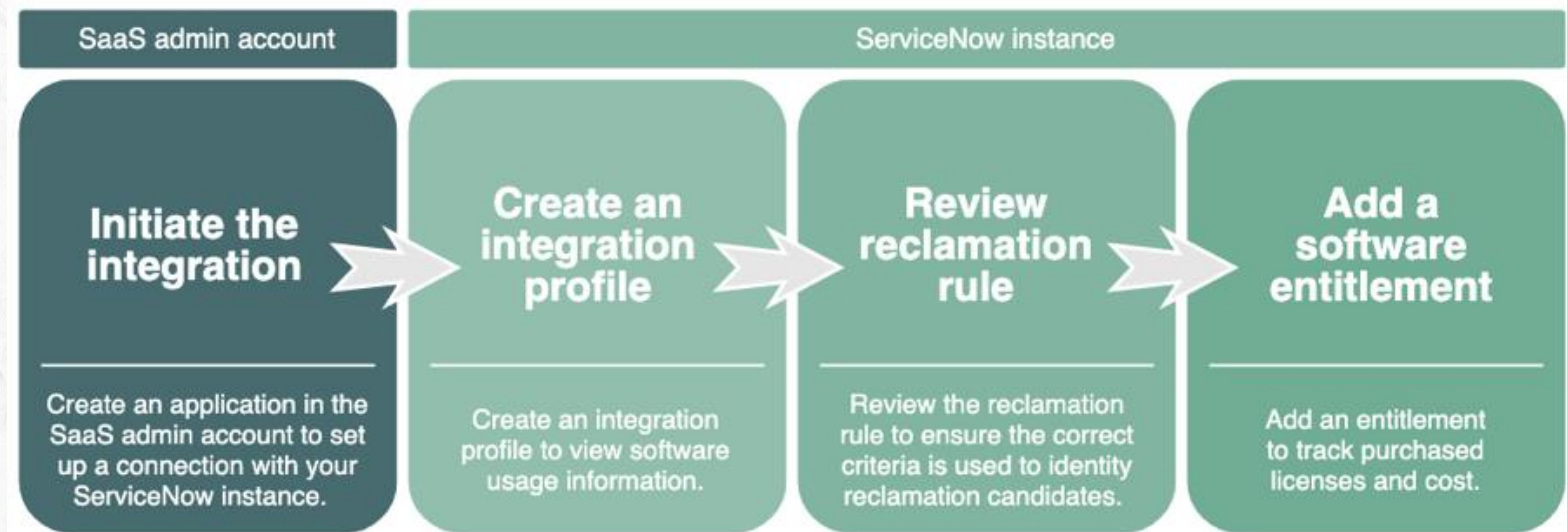 SaaS admin account
ServiceNow instance
Initiate the
integration
Create an application in the
SaaS admin account to set
up a connection with your
ServiceNow instance.
Create an
integration
profile
Create an integration
profile to view software
usage information.
Review
reclamation
rule
Review the reclamation
rule to ensure the correct
criteria is used to identity
reclamation candidates.
Add a
software
entitlement
Add an entitlement
to track purchased
licenses and cost.